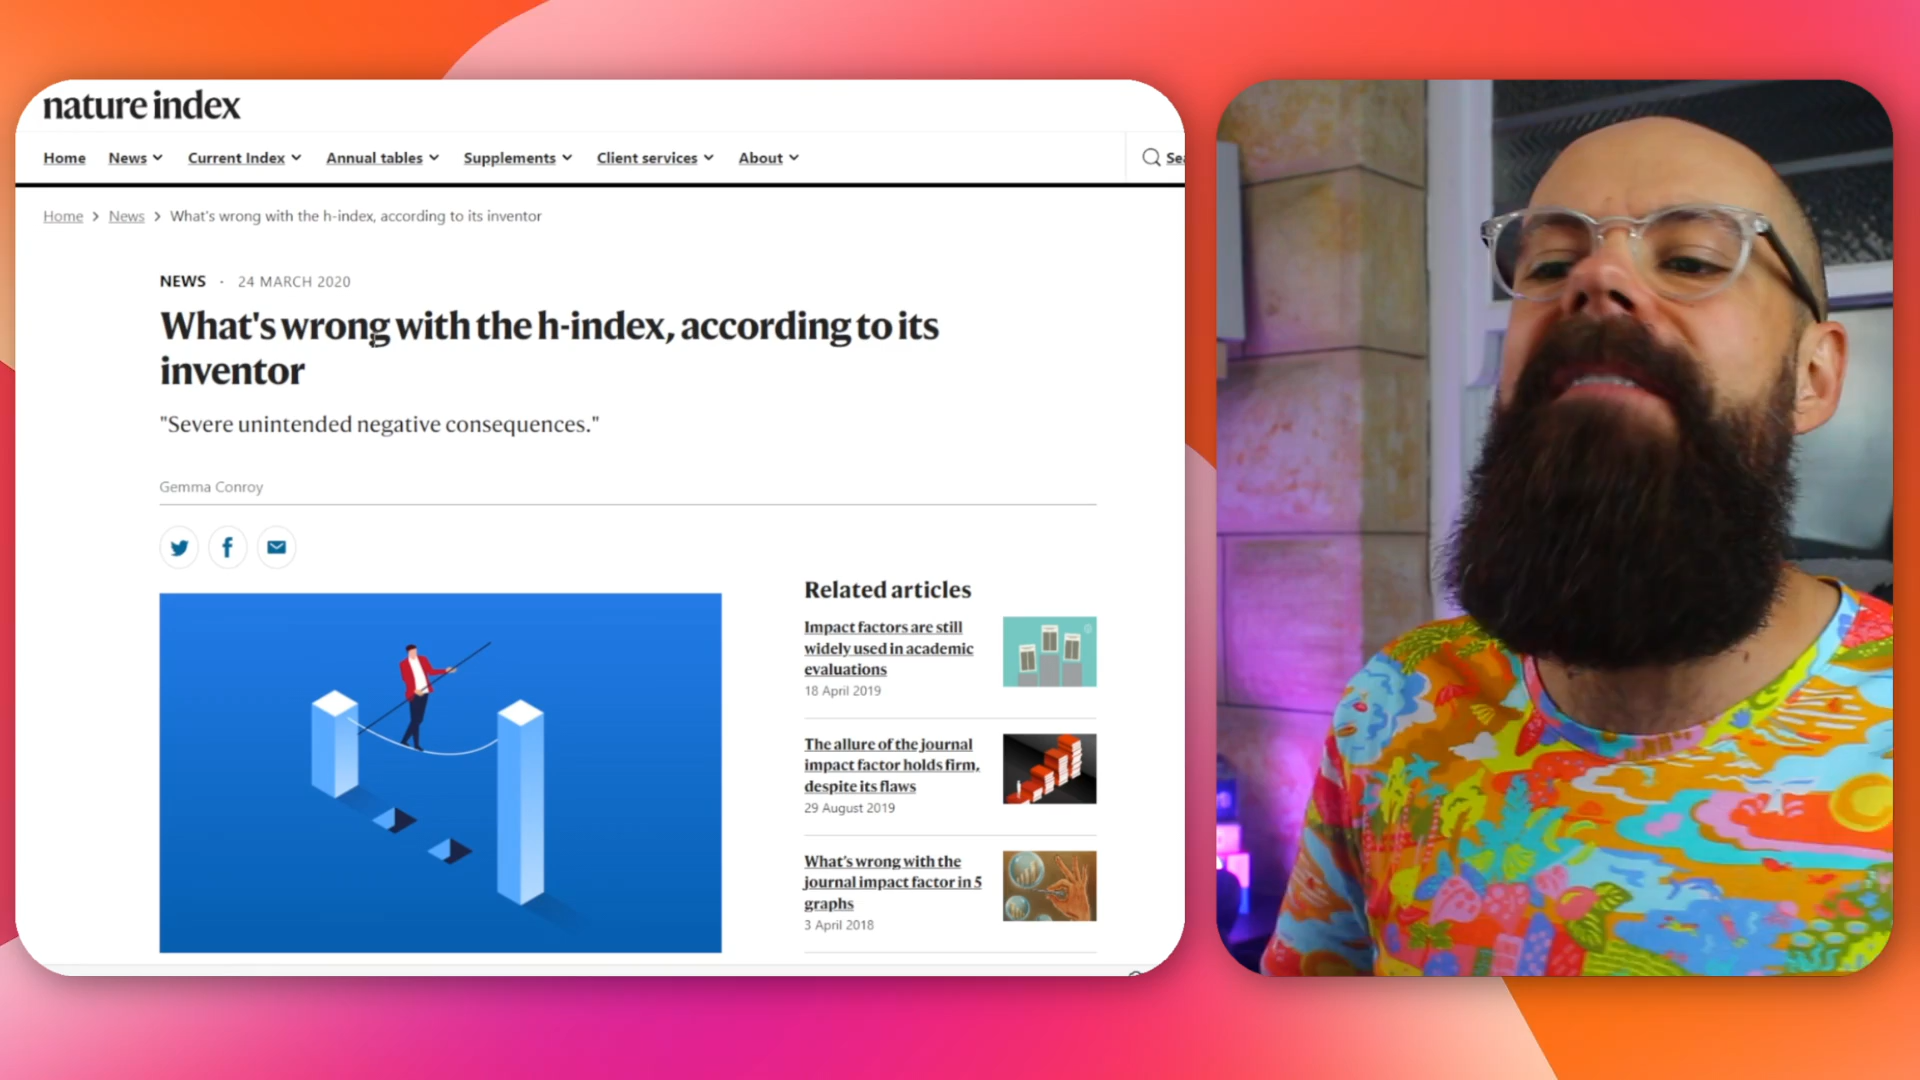 nature index
Home News Current Index Annual tables Supplements Client services About
Home > News > What's wrong with the h-index, according to its inventor
NEWS · 24 MARCH 2020
What's wrong with the h-index, according to its
inventor
"Severe unintended negative consequences."
Gemma Conroy
Related articles
Impact factors are still
widely used in academic
evaluations
18 April 2019
The allure of the journal
impact factor holds firm,
despite its flaws
29 August 2019
What's wrong with the
journal impact factor in 5
graphs
3 April 2018